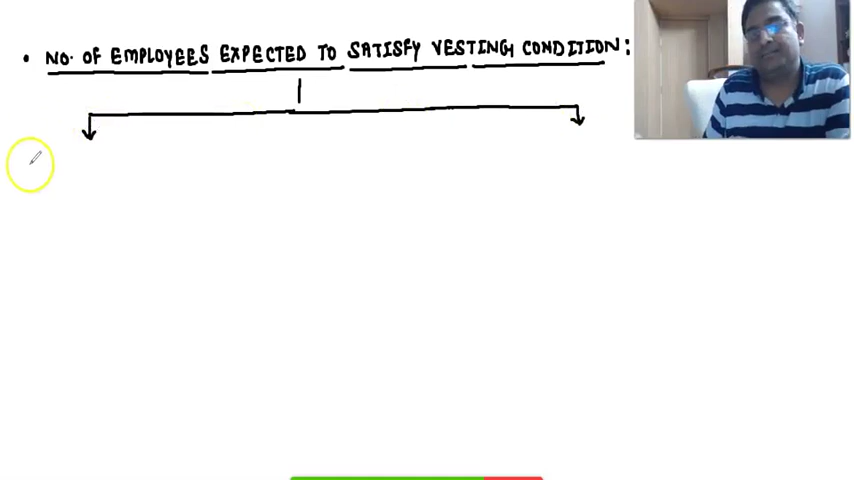 • NO. OF EMPLOYEES EXPECTED TO SATISFY VESTING CONDITION: